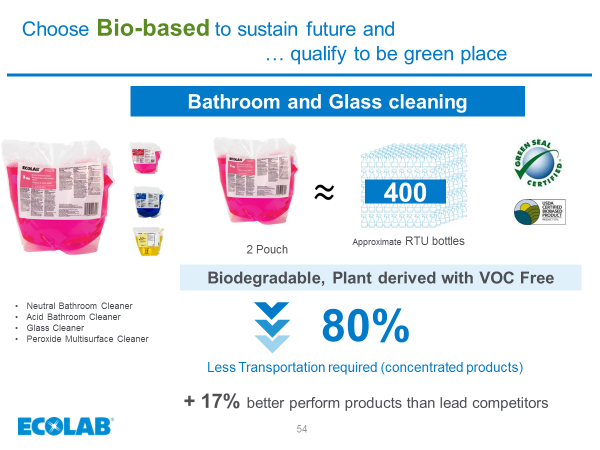 Choose Bio-based to sustain future and
… qualify to be green place
Bathroom and Glass cleaning
ECOLAB
ECOLAB
≈
400
GREEN SEAL
CERTIFIED
USDA
CERTIFIED
BIOBASED
PRODUCT
2 Pouch
Approximate RTU bottles
Biodegradable, Plant derived with VOC Free
• Neutral Bathroom Cleaner
• Acid Bathroom Cleaner
• Glass Cleaner
• Peroxide Multisurface Cleaner
80%
Less Transportation required (concentrated products)
+ 17% better perform products than lead competitors
ECOLAB®
54